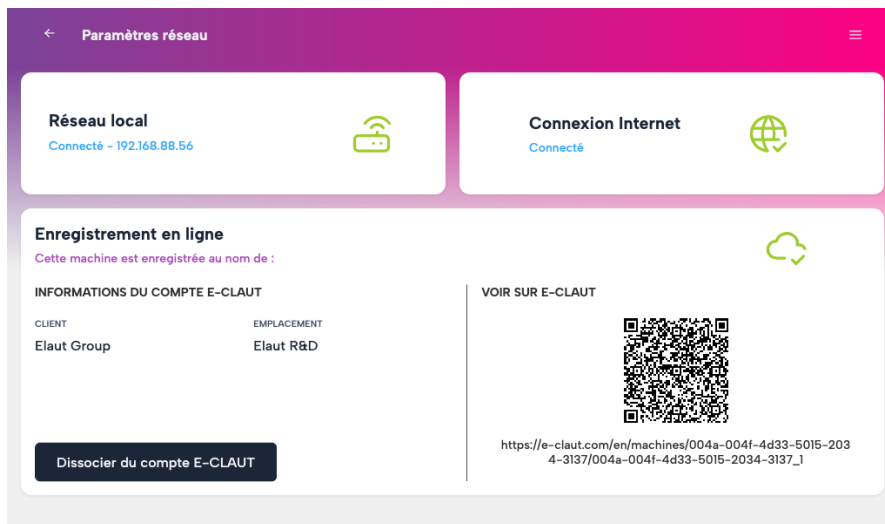 Paramètres réseau
Réseau local
Connecté - 192.168.88.56
Connexion Internet
Connecté
Enregistrement en ligne
Cette machine est enregistrée au nom de :
INFORMATIONS DU COMPTE E-CLAUT
CLIENT
EMPLACEMENT
Elaut Group
Elaut R&D
Dissocier du compte E-CLAUT
VOIR SUR E-CLAUT
https://e-claut.com/en/machines/004a-004f-4d33-5015-203
4-3137/004a-004f-4d33-5015-2034-3137_1